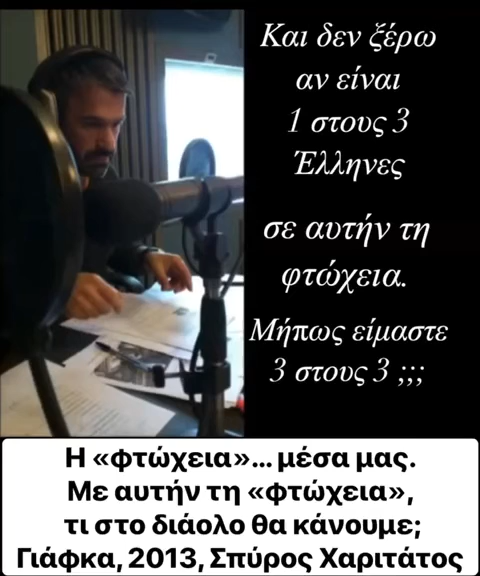 Και δεν ξέρω
αν είναι
1 στους 3
Έλληνες
σε αυτήν τη
φτώχεια.
Μήπως είμαστε
3 στους 3 ;;;
Η «φτώχεια»... μέσα μας.
Με αυτήν τη «φτώχεια»,
τι στο διάολο θα κάνουμε;
Γιάφκα, 2013, Σπύρος Χαριτάτος